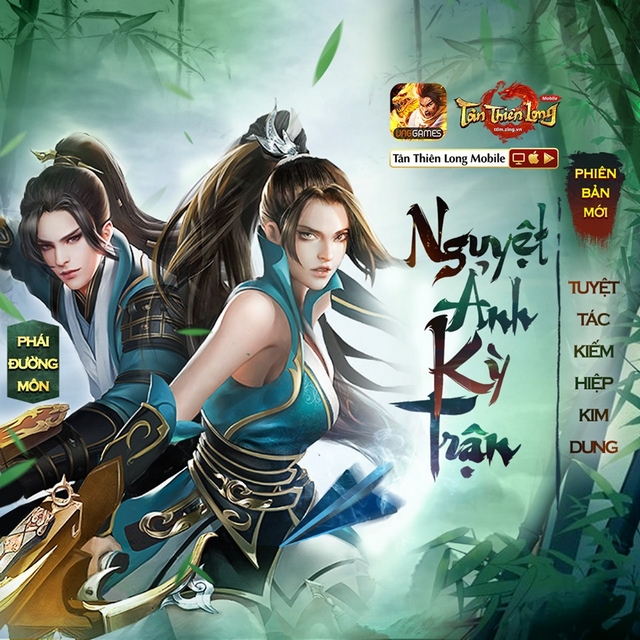 VNGGAMES
Tân Thiên Long
Mobile
tlm.zing.vn
Tân Thiên Long Mobile
PHIÊN
BẢN
MỚI
Nguyệt
Ảnh
Kỳ
Trận
TUYỆT
TÁC
KIẾM
HIỆP
KIM
DUNG
PHÁI
ĐƯỜNG
MÔN